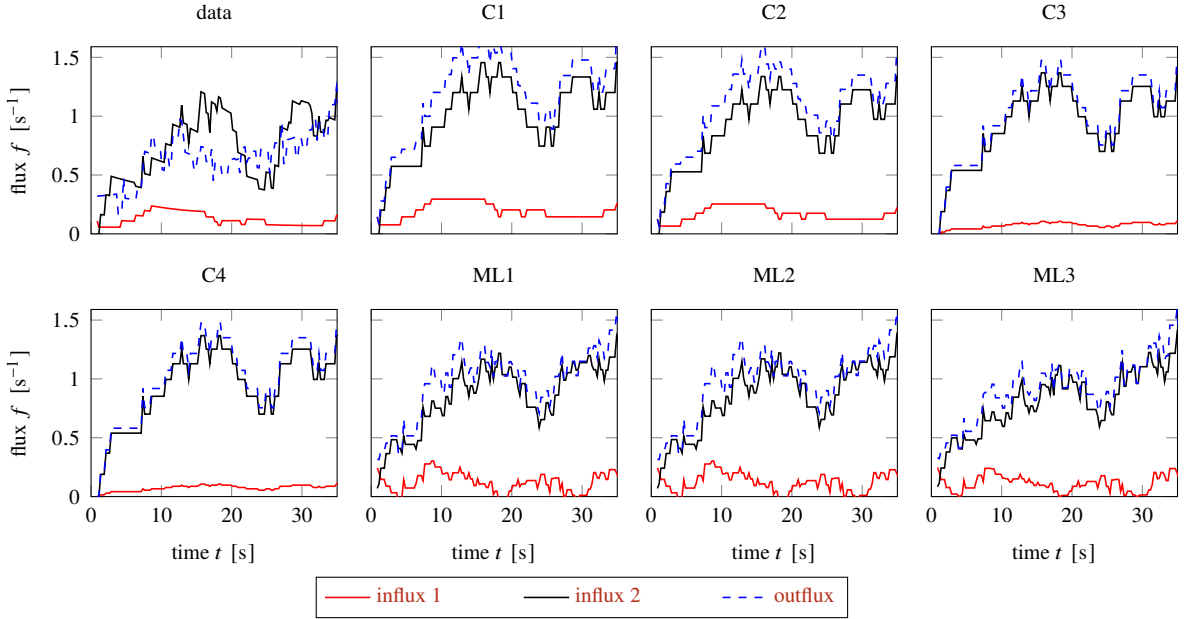 data C1 C2 C3
1.5
1
0.5
0
flux f [s⁻¹]
C4 ML1 ML2 ML3
1.5
1
0.5
0
flux f [s⁻¹]
0 10 20 30 0 10 20 30 0 10 20 30 0 10 20 30
time t [s] time t [s] time t [s] time t [s]
influx 1 influx 2 outflux